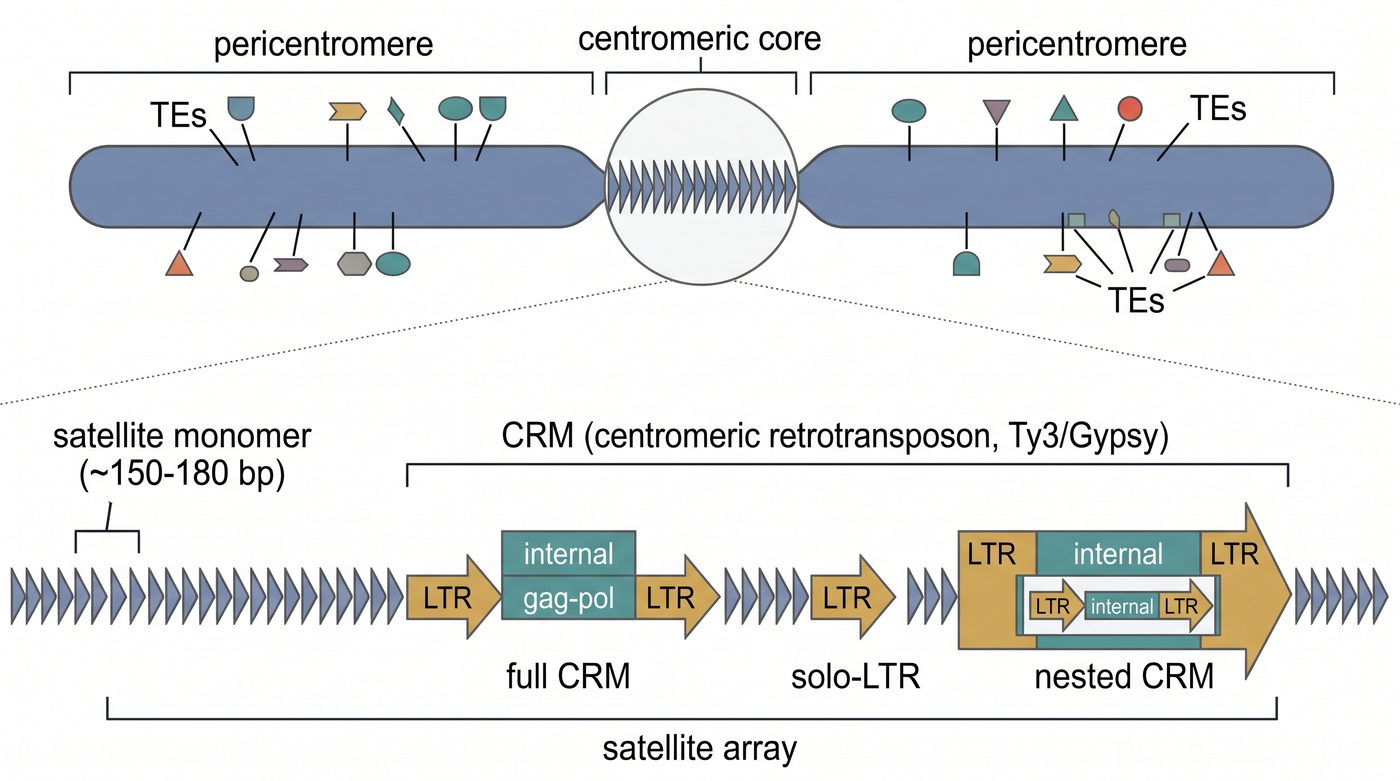 pericentromere
centromeric core
pericentromere
TEs
TEs
TEs
satellite monomer
(~150-180 bp)
CRM (centromeric retrotransposon, Ty3/Gypsy)
LTR
internal
gag-pol
LTR
LTR
LTR
internal
LTR
LTR
internal
LTR
full CRM
solo-LTR
nested CRM
satellite array